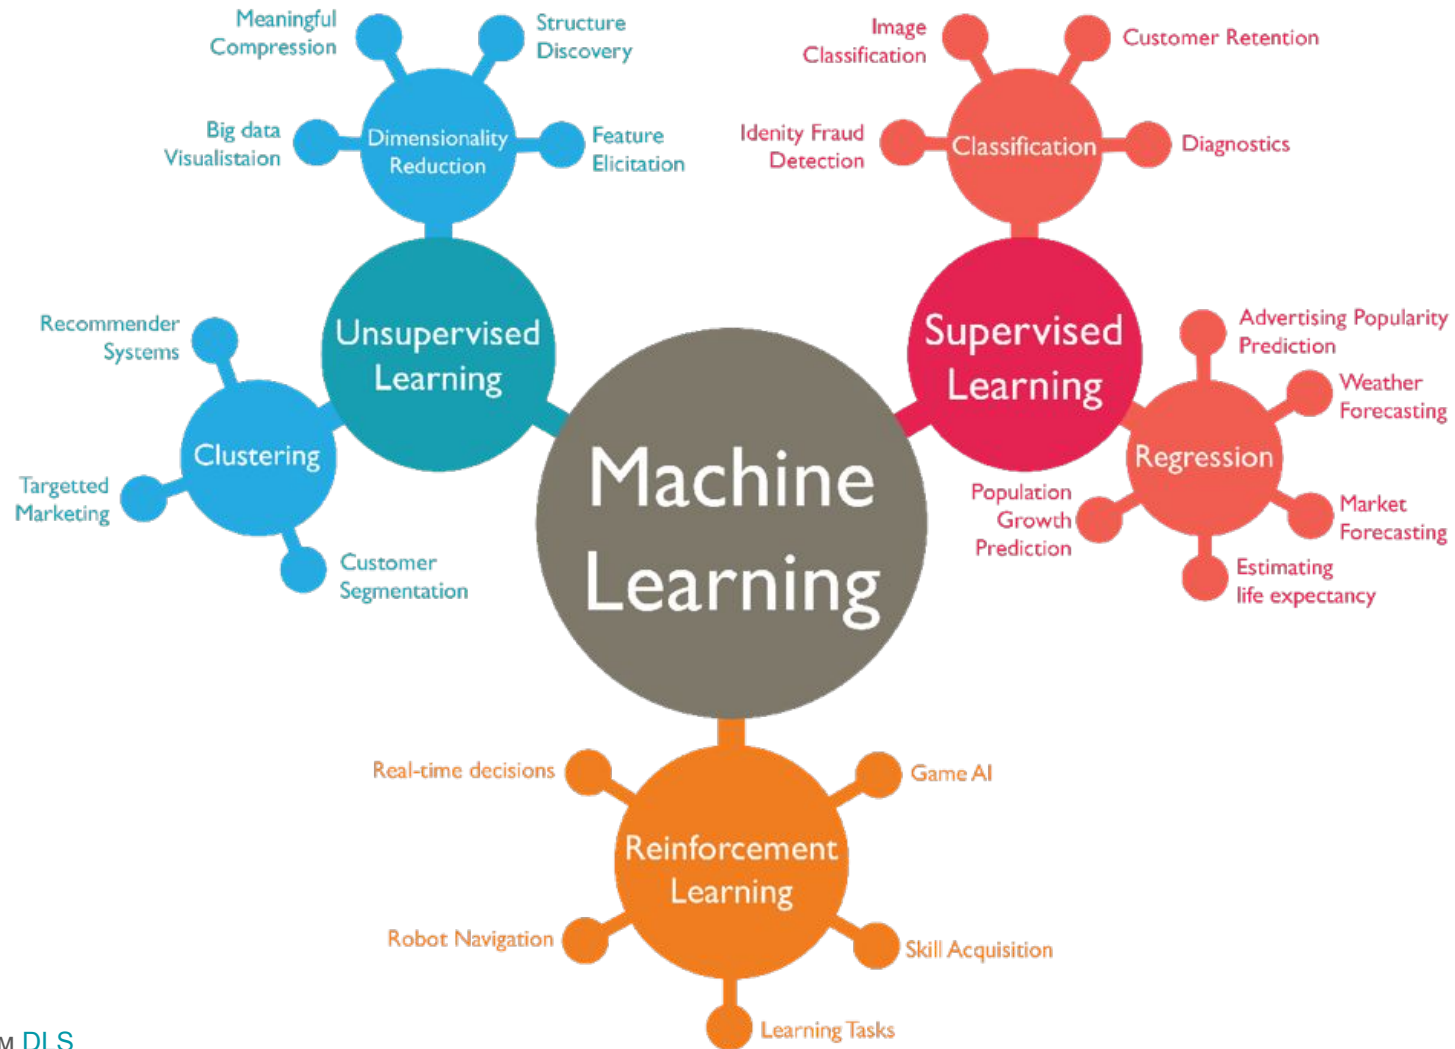 Meaningful
Compression
Structure
Discovery
Big data
Visualistaion
Dimensionality
Reduction
Feature
Elicitation
Image
Classification
Customer Retention
Idenity Fraud
Detection
Classification
Diagnostics
Unsupervised
Learning
Supervised
Learning
Recommender
Systems
Clustering
Targetted
Marketing
Customer
Segmentation
Advertising Popularity
Prediction
Weather
Forecasting
Regression
Population
Growth
Prediction
Market
Forecasting
Estimating
life expectancy
Machine
Learning
Real-time decisions
Game AI
Reinforcement
Learning
Robot Navigation
Skill Acquisition
Learning Tasks
DLS